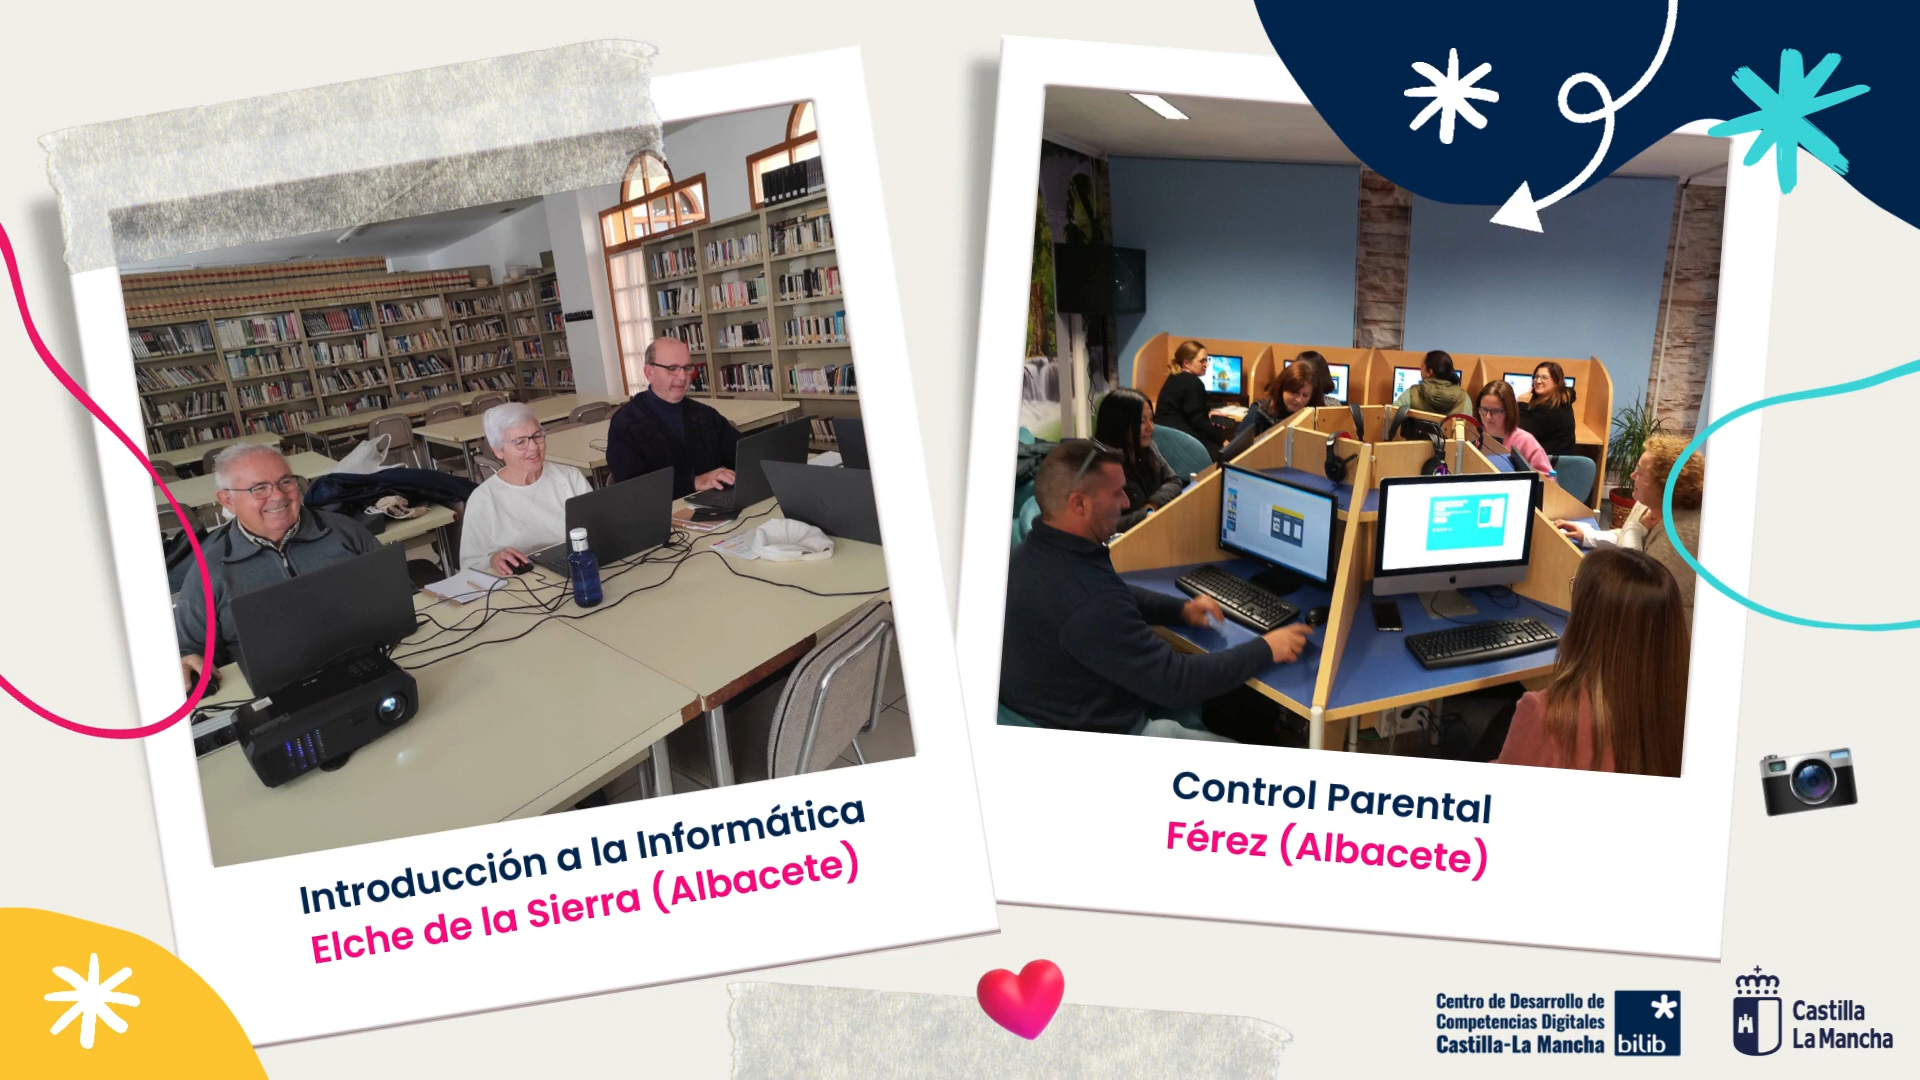 Introducción a la Informática
Elche de la Sierra (Albacete)
Control Parental
Férez (Albacete)
Centro de Desarrollo de
Competencias Digitales
Castilla-La Mancha
bilib
Castilla
La Mancha